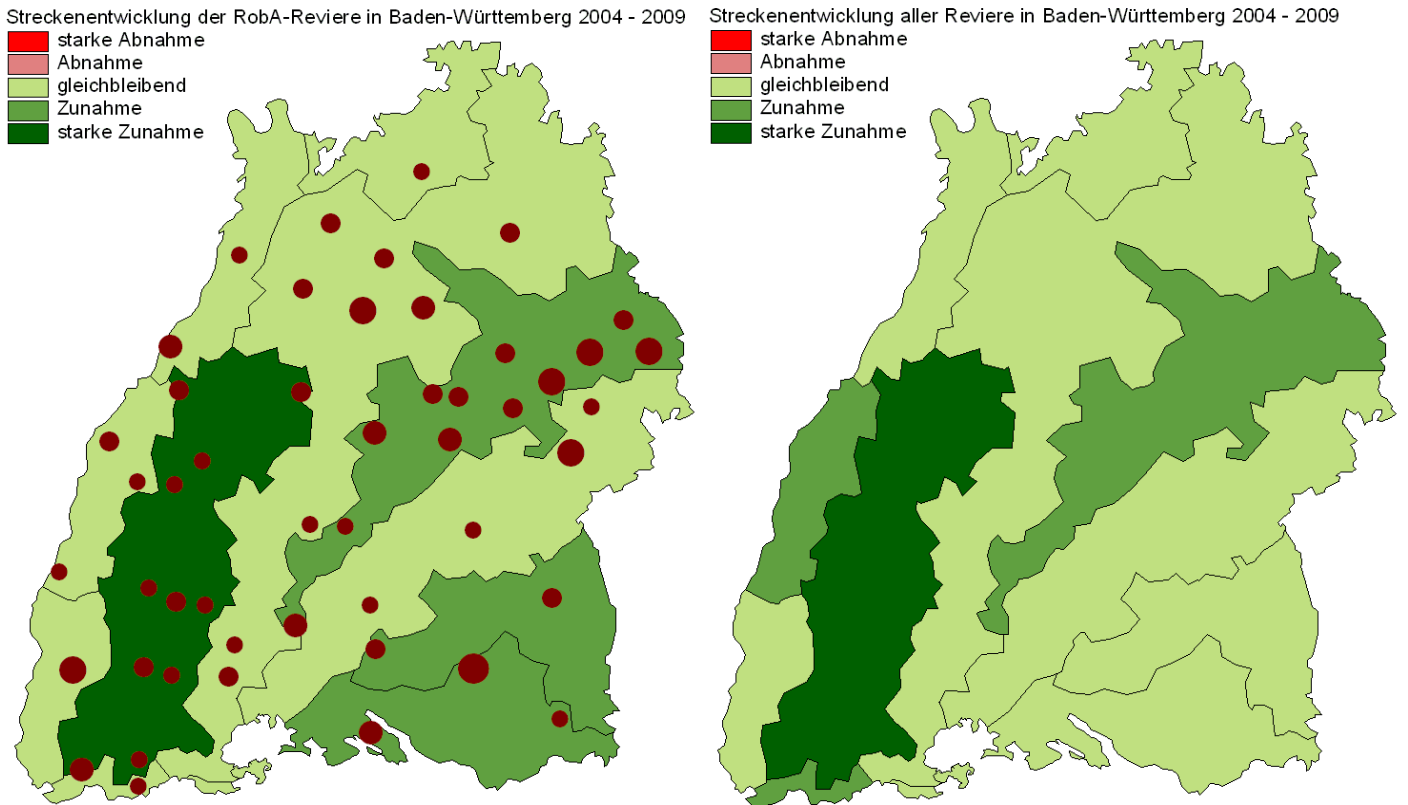 Streckenentwicklung der RobA-Reviere in Baden-Württemberg 2004 - 2009
starke Abnahme
Abnahme
gleichbleibend
Zunahme
starke Zunahme
Streckenentwicklung aller Reviere in Baden-Württemberg 2004 - 2009
starke Abnahme
Abnahme
gleichbleibend
Zunahme
starke Zunahme